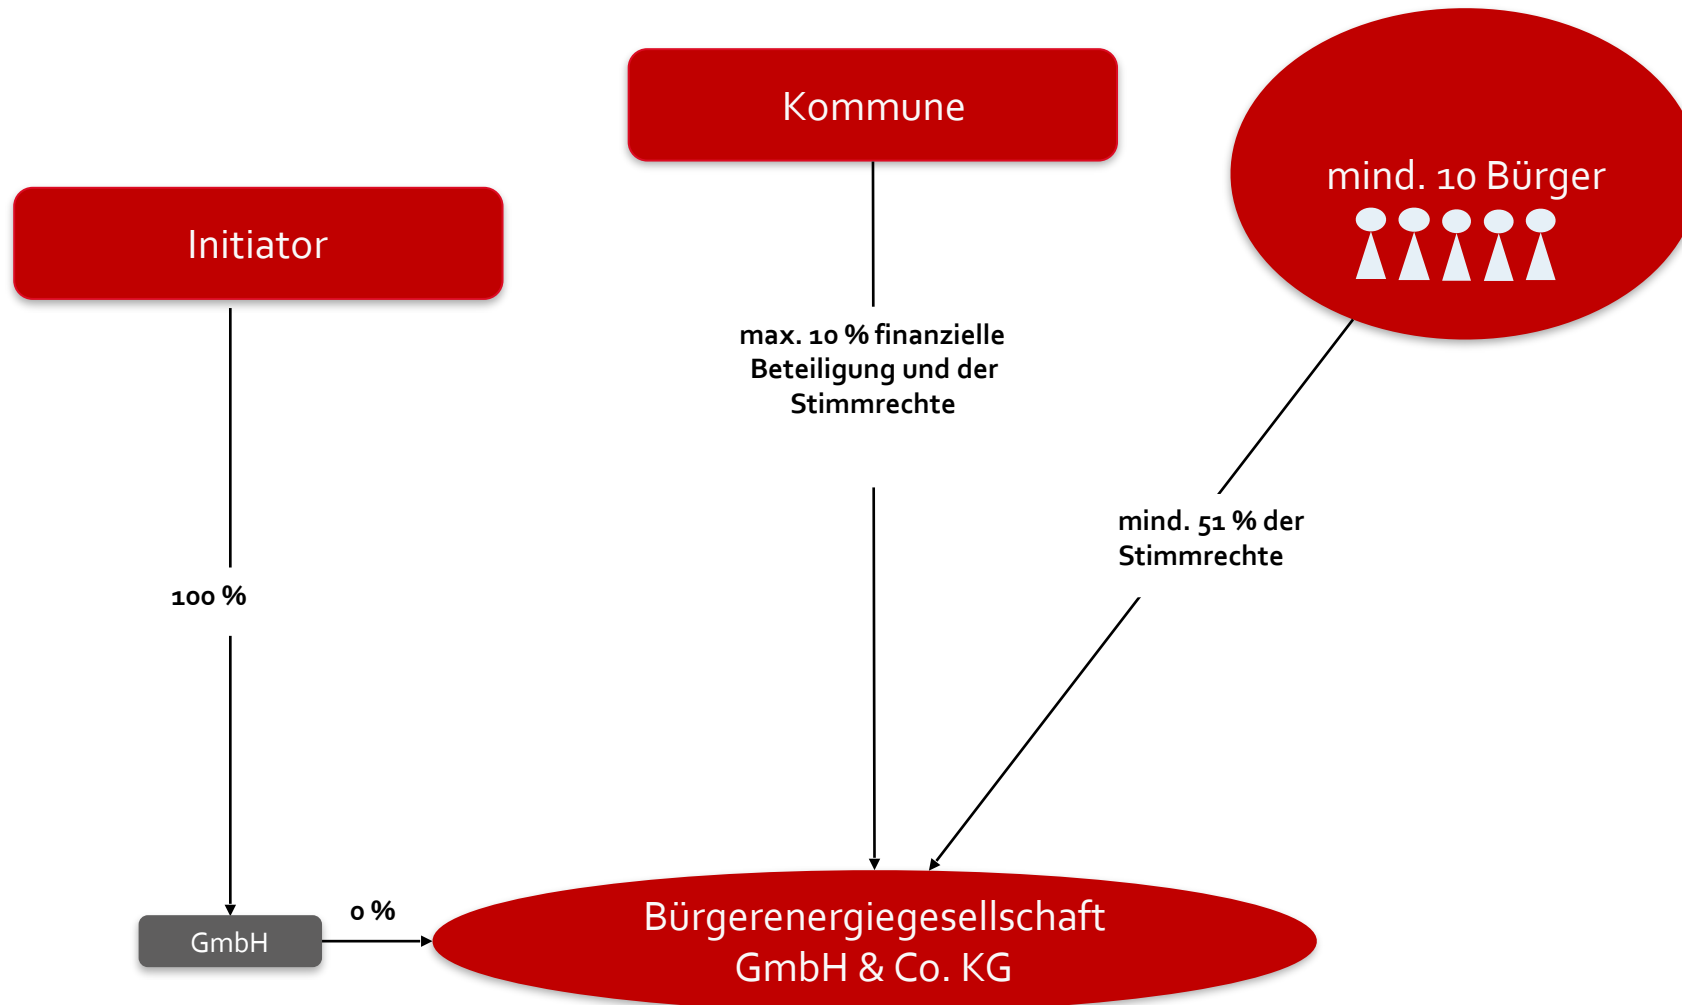 Kommune
mind. 10 Bürger
Initiator
max. 10 % finanzielle
Beteiligung und der
Stimmrechte
mind. 51 % der
Stimmrechte
100 %
0 %
GmbH
Bürgerenergiegesellschaft
GmbH & Co. KG